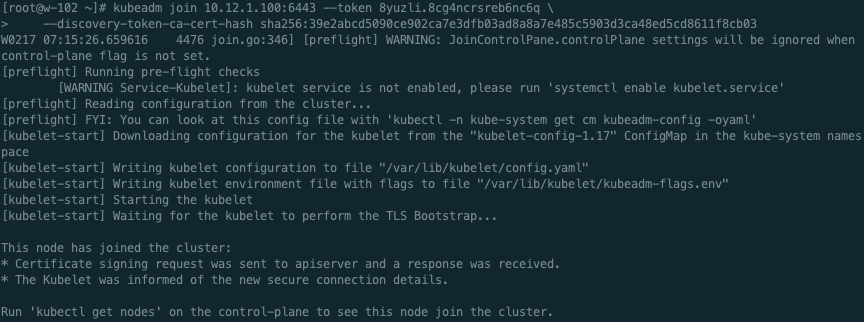 [root@w-102 ~]# kubeadm join 10.12.1.100:6443 --token 8yuzli.8cg4ncrsreb6nc6q \
>     --discovery-token-ca-cert-hash sha256:39e2abcd5090ce902ca7e3dfb03ad8a8a7e485c5903d3ca48ed5cd8611f8cb03
W0217 07:15:26.659616    4476 join.go:346] [preflight] WARNING: JoinControlPane.controlPlane settings will be ignored when
control-plane flag is not set.
[preflight] Running pre-flight checks
        [WARNING Service-Kubelet]: kubelet service is not enabled, please run 'systemctl enable kubelet.service'
[preflight] Reading configuration from the cluster...
[preflight] FYI: You can look at this config file with 'kubectl -n kube-system get cm kubeadm-config -oyaml'
[kubelet-start] Downloading configuration for the kubelet from the "kubelet-config-1.17" ConfigMap in the kube-system names
pace
[kubelet-start] Writing kubelet configuration to file "/var/lib/kubelet/config.yaml"
[kubelet-start] Writing kubelet environment file with flags to file "/var/lib/kubelet/kubeadm-flags.env"
[kubelet-start] Starting the kubelet
[kubelet-start] Waiting for the kubelet to perform the TLS Bootstrap...

This node has joined the cluster:
* Certificate signing request was sent to apiserver and a response was received.
* The Kubelet was informed of the new secure connection details.

Run 'kubectl get nodes' on the control-plane to see this node join the cluster.